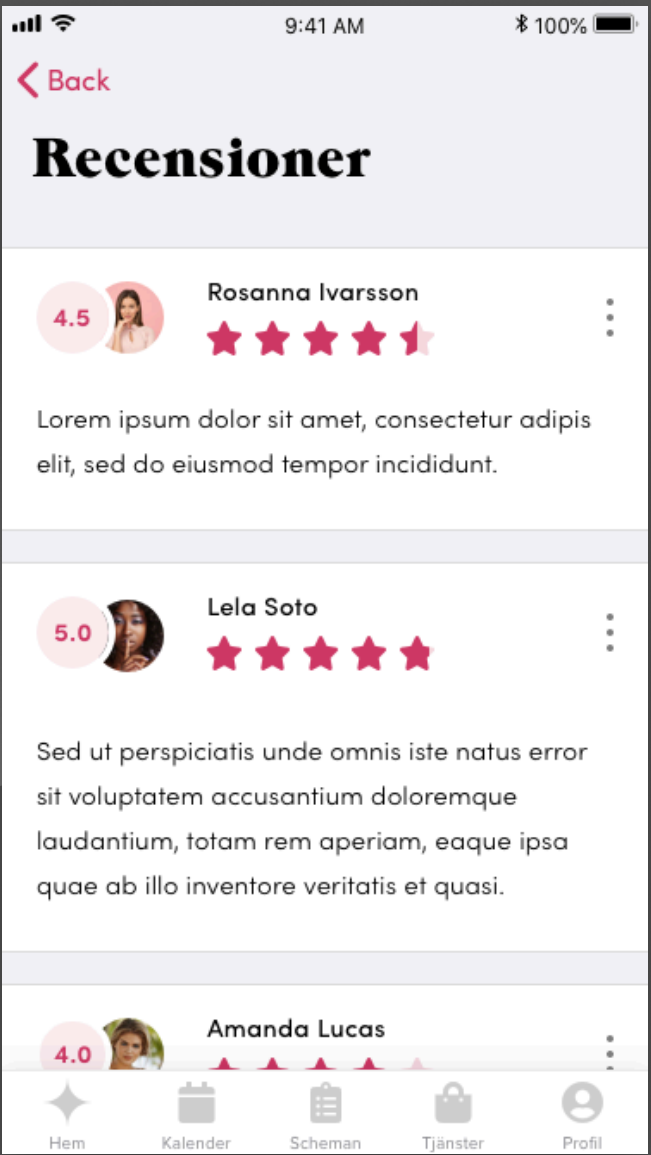 9:41 AM
100%
Back
Recensioner
4.5
Rosanna Ivarsson
Lorem ipsum dolor sit amet, consectetur adipis
elit, sed do eiusmod tempor incididunt.
5.0
Lela Soto
Sed ut perspiciatis unde omnis iste natus error
sit voluptatem accusantium doloremque
laudantium, totam rem aperiam, eaque ipsa
quae ab illo inventore veritatis et quasi.
4.0
Amanda Lucas
Hem
Kalender
Scheman
Tjänster
Profil